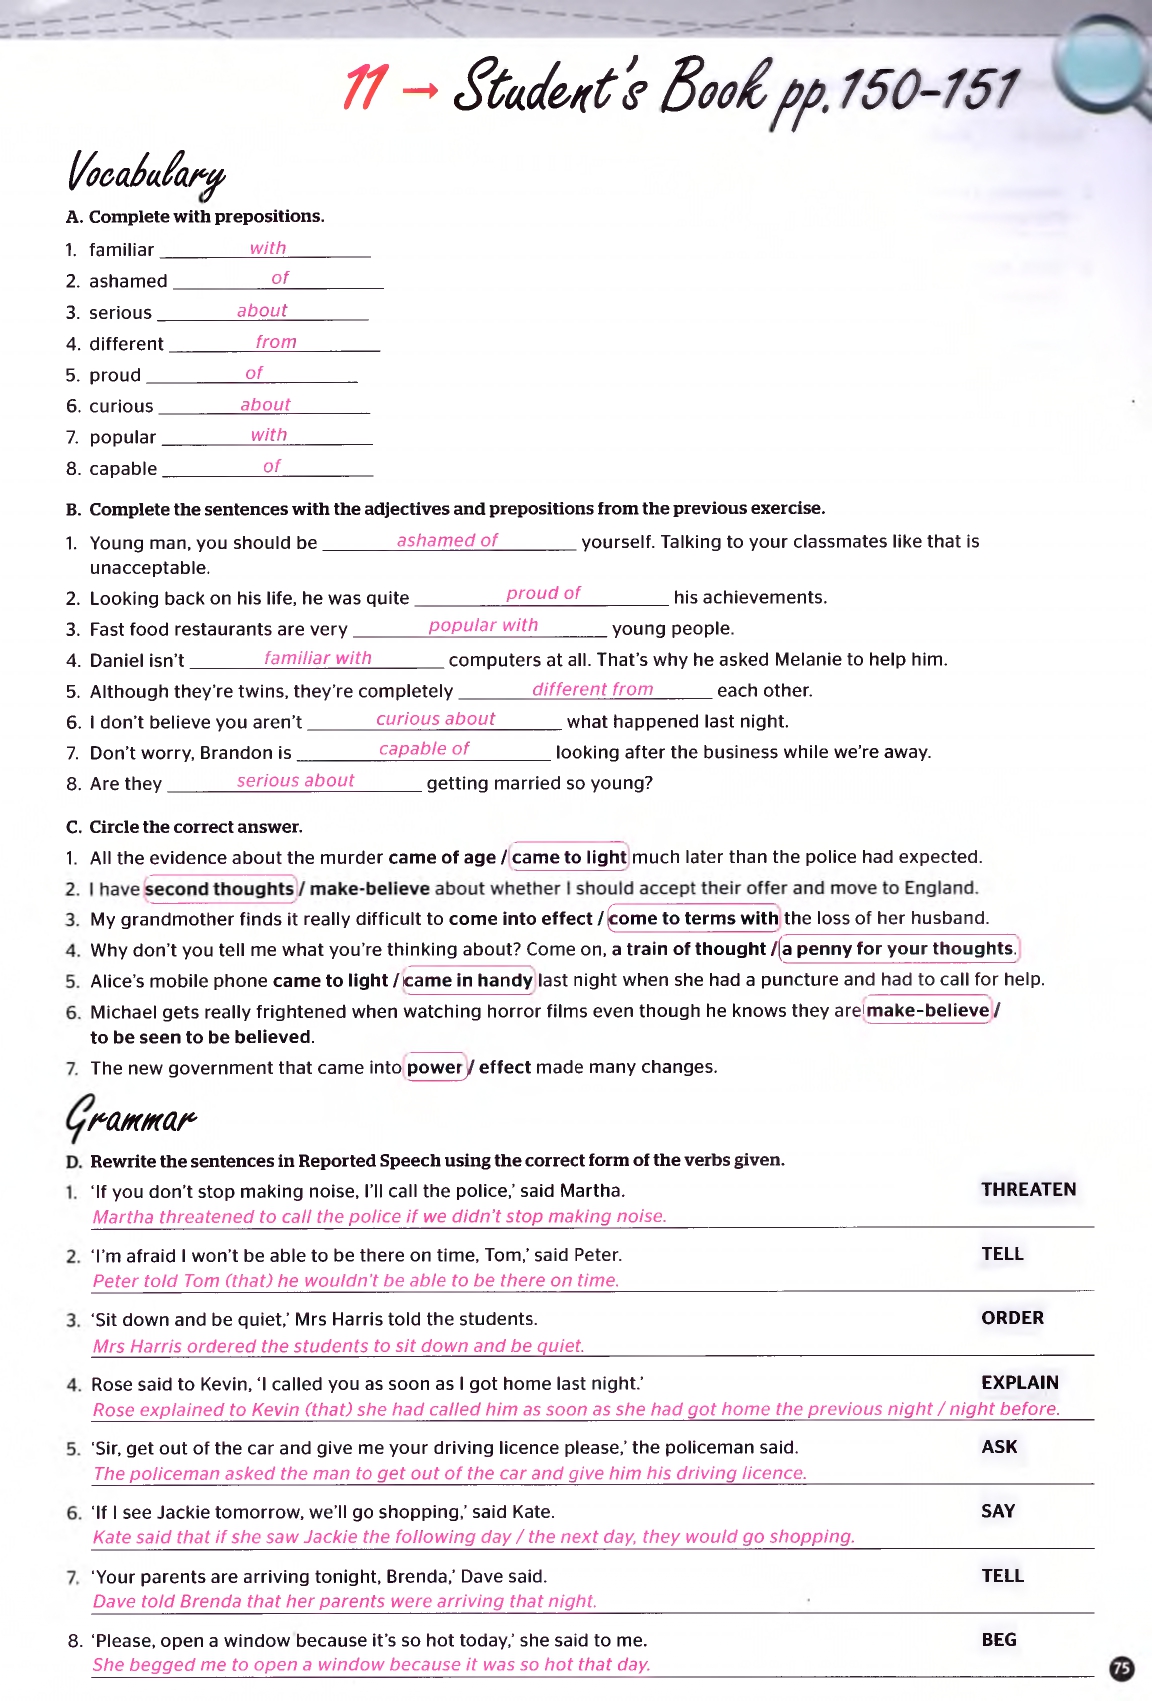 11 → Student's Book pp.150-151
Vocabulary
A. Complete with prepositions.
1. familiar with
2. ashamed of
3. serious about
4. different from
5. proud of
6. curious about
7. popular with
8. capable of
B. Complete the sentences with the adjectives and prepositions from the previous exercise.
1. Young man, you should be ashamed of yourself. Talking to your classmates like that is
unacceptable.
2. Looking back on his life, he was quite proud of his achievements.
3. Fast food restaurants are very popular with young people.
4. Daniel isn't familiar with computers at all. That's why he asked Melanie to help him.
5. Although they're twins, they're completely different from each other.
6. I don't believe you aren't curious about what happened last night.
7. Don't worry, Brandon is capable of looking after the business while we're away.
8. Are they serious about getting married so young?
C. Circle the correct answer.
1. All the evidence about the murder came of age / came to light much later than the police had expected.
2. I have second thoughts / make-believe about whether I should accept their offer and move to England.
3. My grandmother finds it really difficult to come into effect / come to terms with the loss of her husband.
4. Why don't you tell me what you're thinking about? Come on, a train of thought / a penny for your thoughts.
5. Alice's mobile phone came to light / came in handy last night when she had a puncture and had to call for help.
6. Michael gets really frightened when watching horror films even though he knows they are make-believe /
to be seen to be believed.
7. The new government that came into power / effect made many changes.
Grammar
D. Rewrite the sentences in Reported Speech using the correct form of the verbs given.
1. 'If you don't stop making noise, I'll call the police,' said Martha. THREATEN
Martha threatened to call the police if we didn't stop making noise.
2. 'I'm afraid I won't be able to be there on time, Tom,' said Peter. TELL
Peter told Tom (that) he wouldn't be able to be there on time.
3. 'Sit down and be quiet,' Mrs Harris told the students. ORDER
Mrs Harris ordered the students to sit down and be quiet.
4. Rose said to Kevin, 'I called you as soon as I got home last night.' EXPLAIN
Rose explained to Kevin (that) she had called him as soon as she had got home the previous night / night before.
5. 'Sir, get out of the car and give me your driving licence please,' the policeman said. ASK
The policeman asked the man to get out of the car and give him his driving licence.
6. 'If I see Jackie tomorrow, we'll go shopping,' said Kate. SAY
Kate said that if she saw Jackie the following day / the next day, they would go shopping.
7. 'Your parents are arriving tonight, Brenda,' Dave said. TELL
Dave told Brenda that her parents were arriving that night.
8. 'Please, open a window because it's so hot today,' she said to me. BEG
She begged me to open a window because it was so hot that day.
75